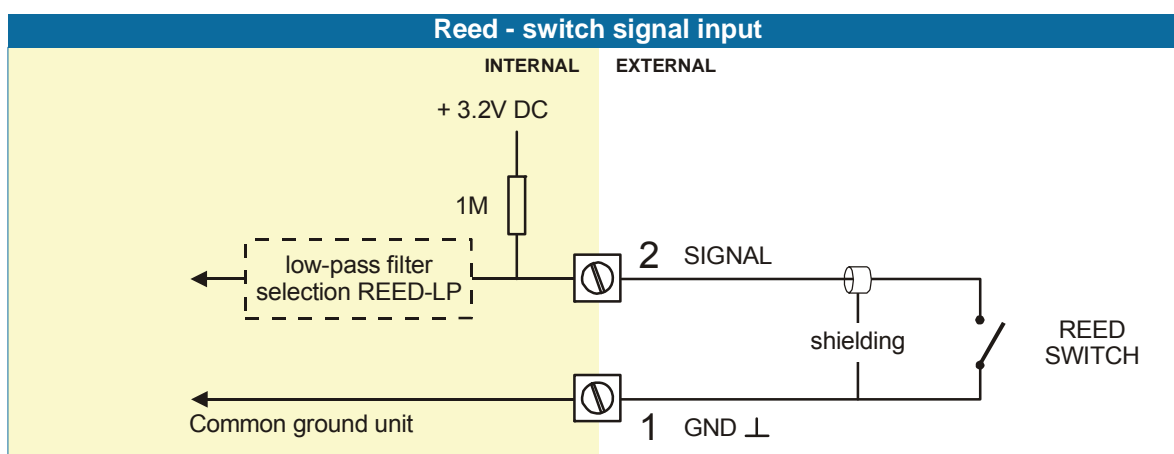 Reed - switch signal input
INTERNAL
EXTERNAL
+ 3.2V DC
1M
low-pass filter
selection REED-LP
2 SIGNAL
shielding
REED
SWITCH
Common ground unit
1 GND ⊥